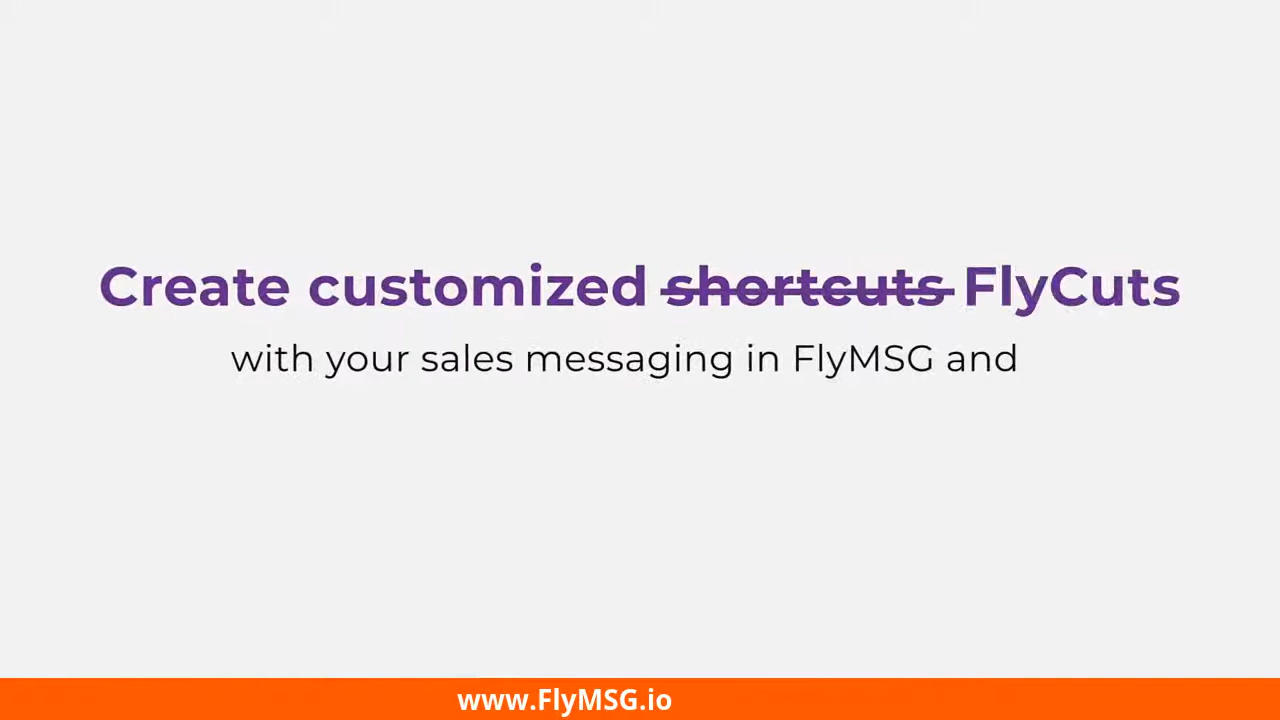 Create customized shortcuts FlyCuts
with your sales messaging in FlyMSG and
www.FlyMSG.io